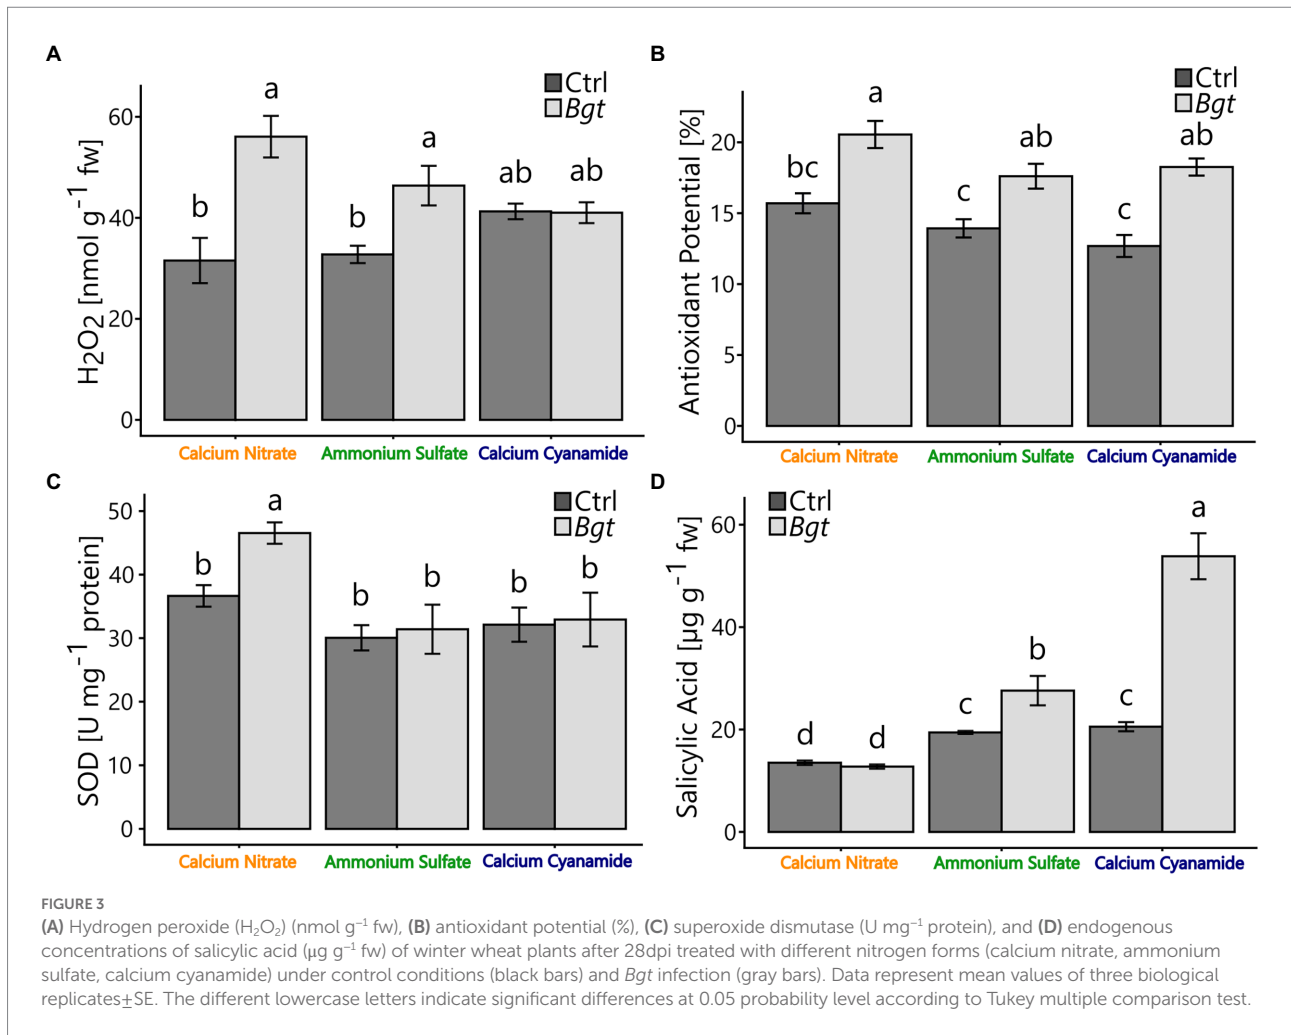 A
Ctrl
Bgt
H₂O₂ [nmol g⁻¹ fw]
60
40
20
0
b
a
b
a
ab
ab
Calcium Nitrate
Ammonium Sulfate
Calcium Cyanamide
B
Ctrl
Bgt
Antioxidant Potential [%]
20
15
10
5
0
bc
a
c
ab
c
ab
Calcium Nitrate
Ammonium Sulfate
Calcium Cyanamide
C
Ctrl
Bgt
SOD [U mg⁻¹ protein]
50
40
30
20
10
0
b
a
b
b
b
b
Calcium Nitrate
Ammonium Sulfate
Calcium Cyanamide
D
Ctrl
Bgt
Salicylic Acid [µg g⁻¹ fw]
60
40
20
0
d
d
c
b
c
a
Calcium Nitrate
Ammonium Sulfate
Calcium Cyanamide
FIGURE 3
(A) Hydrogen peroxide (H₂O₂) (nmol g⁻¹ fw), (B) antioxidant potential (%), (C) superoxide dismutase (U mg⁻¹ protein), and (D) endogenous
concentrations of salicylic acid (µg g⁻¹ fw) of winter wheat plants after 28dpi treated with different nitrogen forms (calcium nitrate, ammonium
sulfate, calcium cyanamide) under control conditions (black bars) and Bgt infection (gray bars). Data represent mean values of three biological
replicates±SE. The different lowercase letters indicate significant differences at 0.05 probability level according to Tukey multiple comparison test.